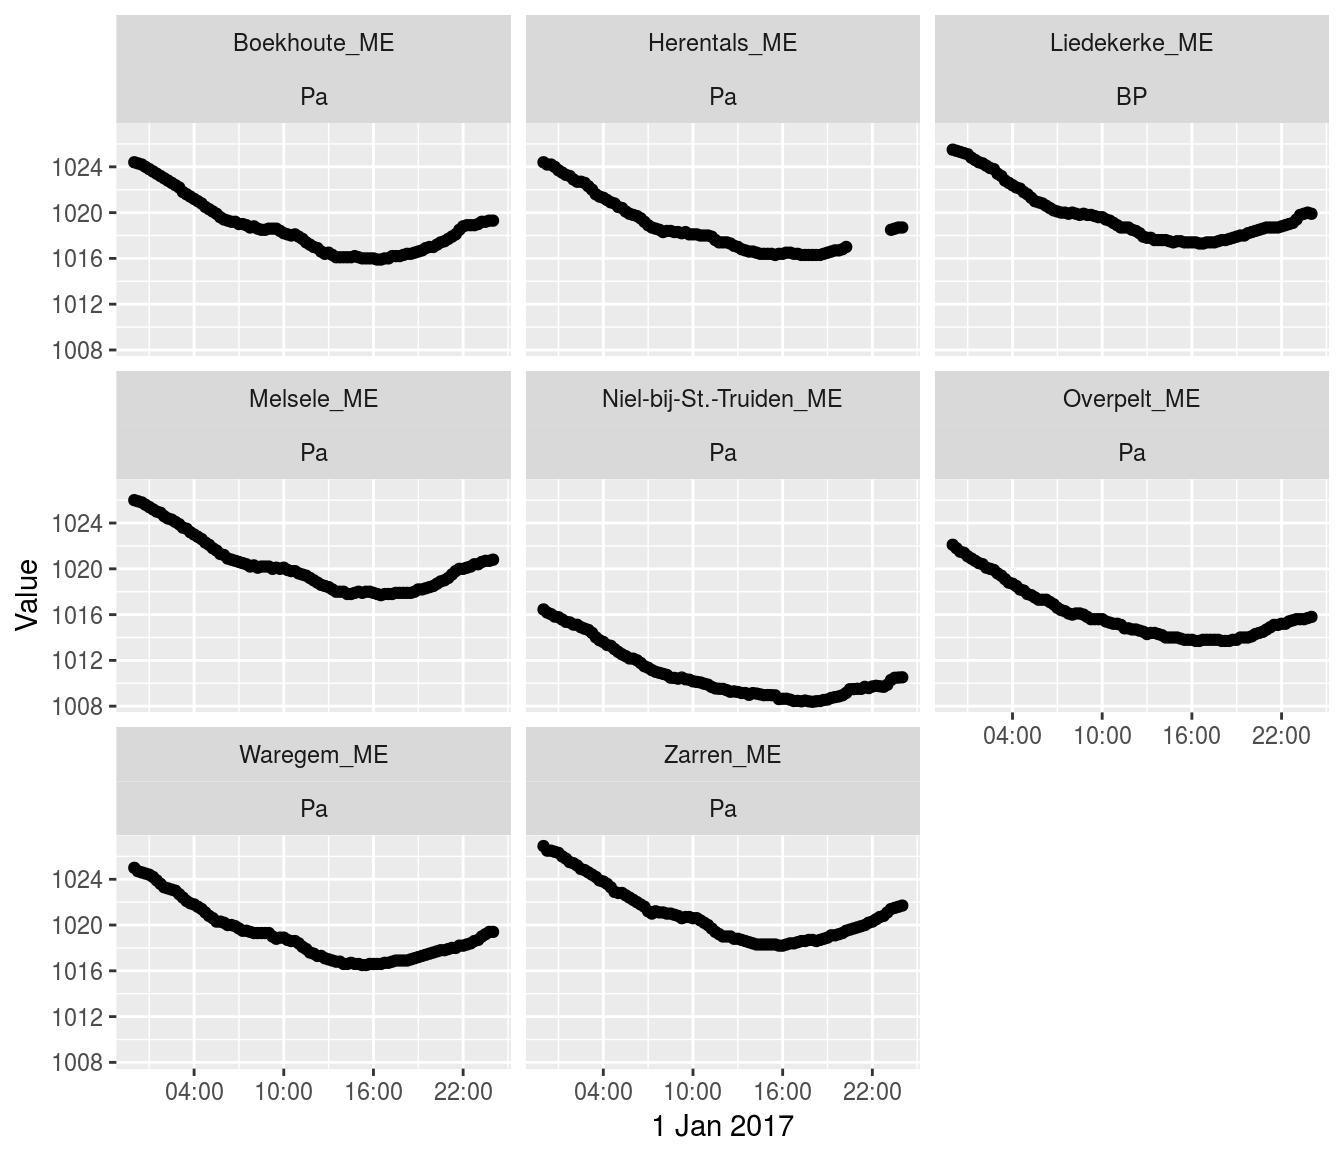 Boekhoute_ME
Pa
Herentals_ME
Pa
Liedekerke_ME
BP
1024
1020
1016
1012
1008
Melsele_ME
Pa
Niel-bij-St.-Truiden_ME
Pa
Overpelt_ME
Pa
1024
1020
1016
1012
1008
04:00 10:00 16:00 22:00
Waregem_ME
Pa
Zarren_ME
Pa
1024
1020
1016
1012
1008
04:00 10:00 16:00 22:00
04:00 10:00 16:00 22:00
Value
1 Jan 2017